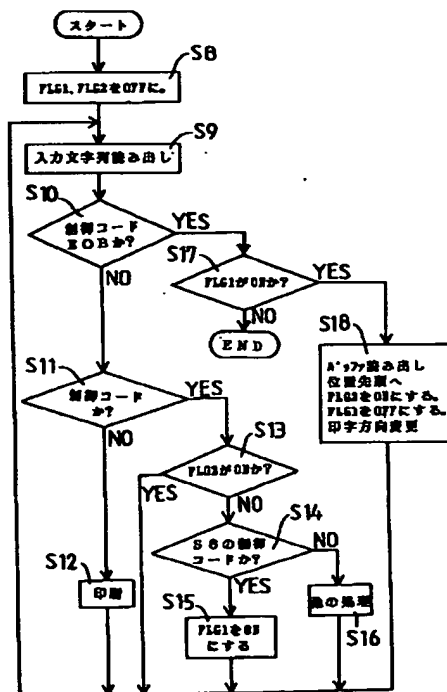 スタート
S8
FLG1、FLG2をOFFに。
S9
入力文字列読み出し
S10
制御コード
EOBか?
YES
NO
S17
FLG1がONか?
YES
NO
END
S18
バッファ読み出し
位置先頭へ
FLG2をONにする。
FLG1をOFFにする。
印字方向変更
S11
制御コード
か?
YES
NO
S13
FLG2がONか?
YES
NO
S14
S6の制御
コードか?
NO
YES
S12
印刷
S15
FLG1をON
にする
他の処理
S16